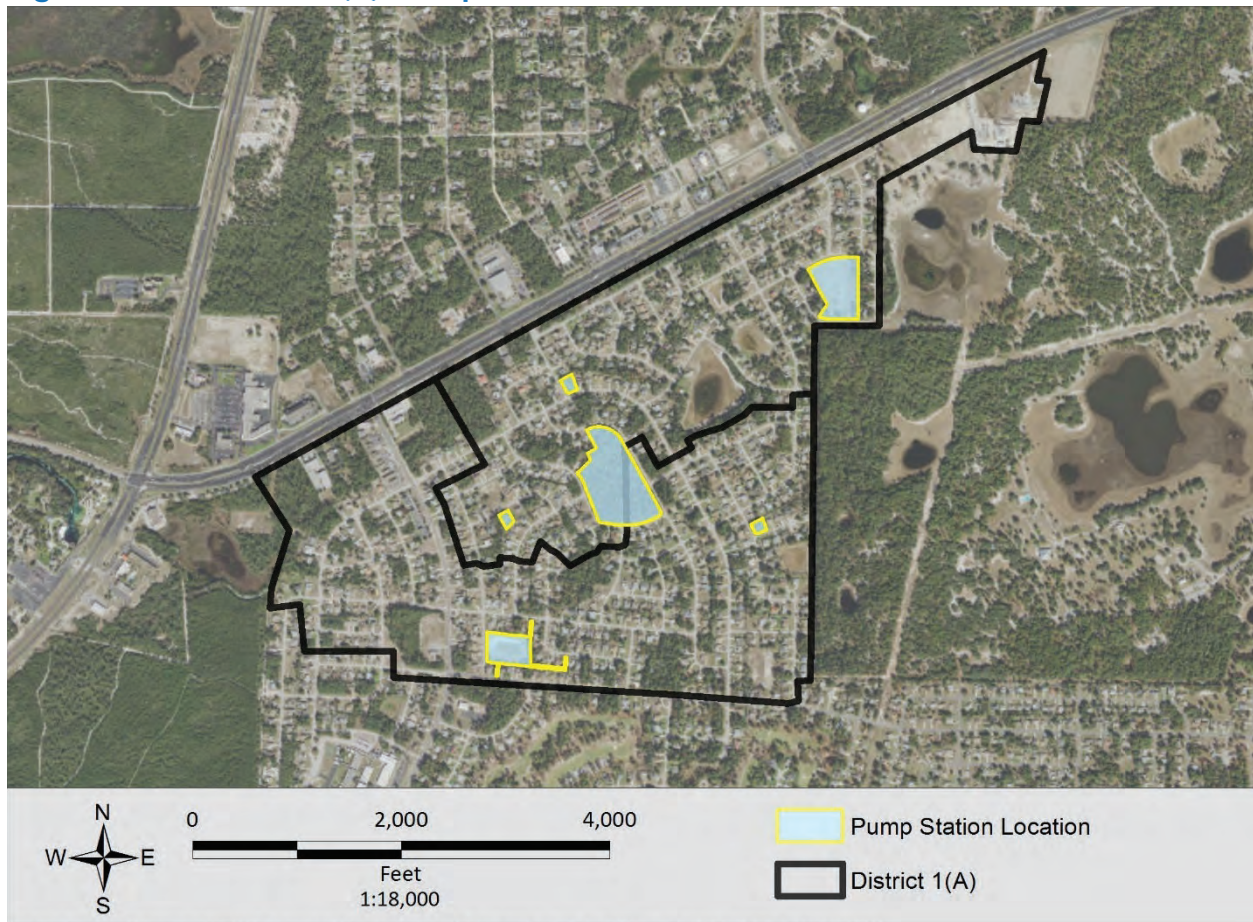 N
W E
S
0 2,000 4,000
Feet
1:18,000
Pump Station Location
District 1(A)